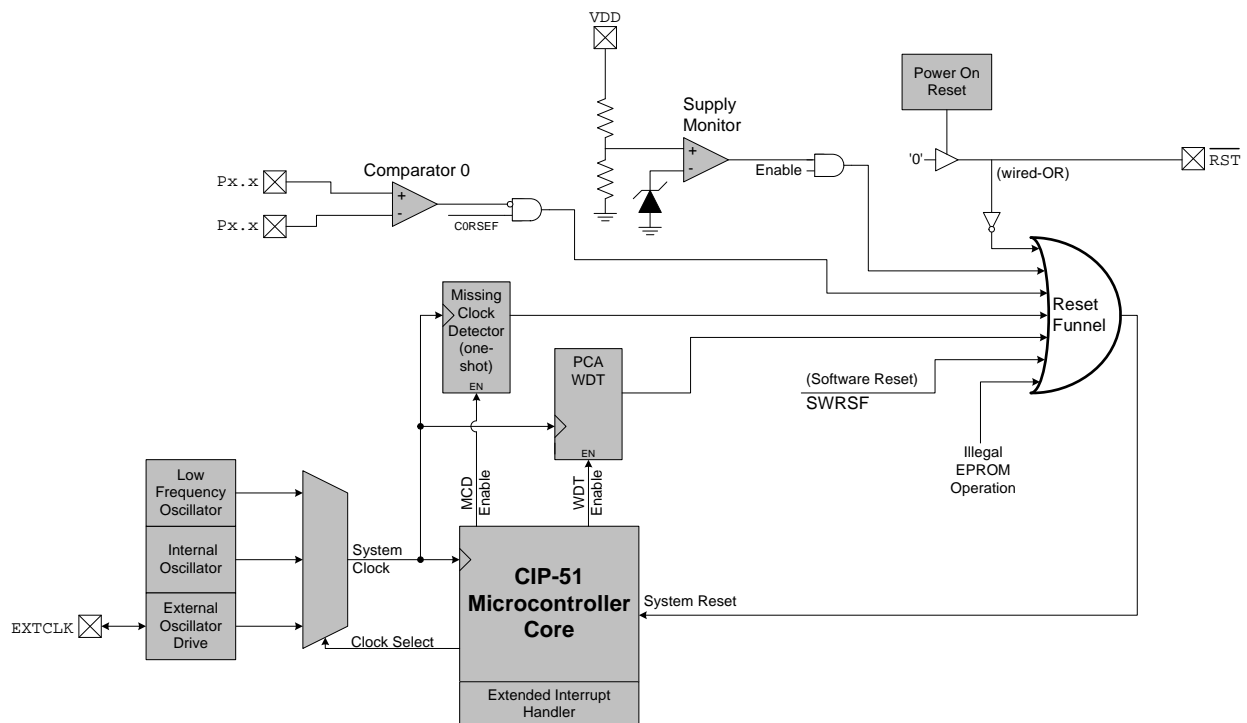 VDD
Power On
Reset
Supply
Monitor
+
-
Enable
'0'
(wired-OR)
RST
Comparator 0
Px.x
Px.x
+
-
C0RSEF
Missing
Clock
Detector
(one-
shot)
EN
PCA
WDT
EN
Reset
Funnel
(Software Reset)
SWRSF
Illegal
EPROM
Operation
MCD
Enable
WDT
Enable
Low
Frequency
Oscillator
Internal
Oscillator
External
Oscillator
Drive
EXTCLK
System
Clock
Clock Select
CIP-51
Microcontroller
Core
System Reset
Extended Interrupt
Handler